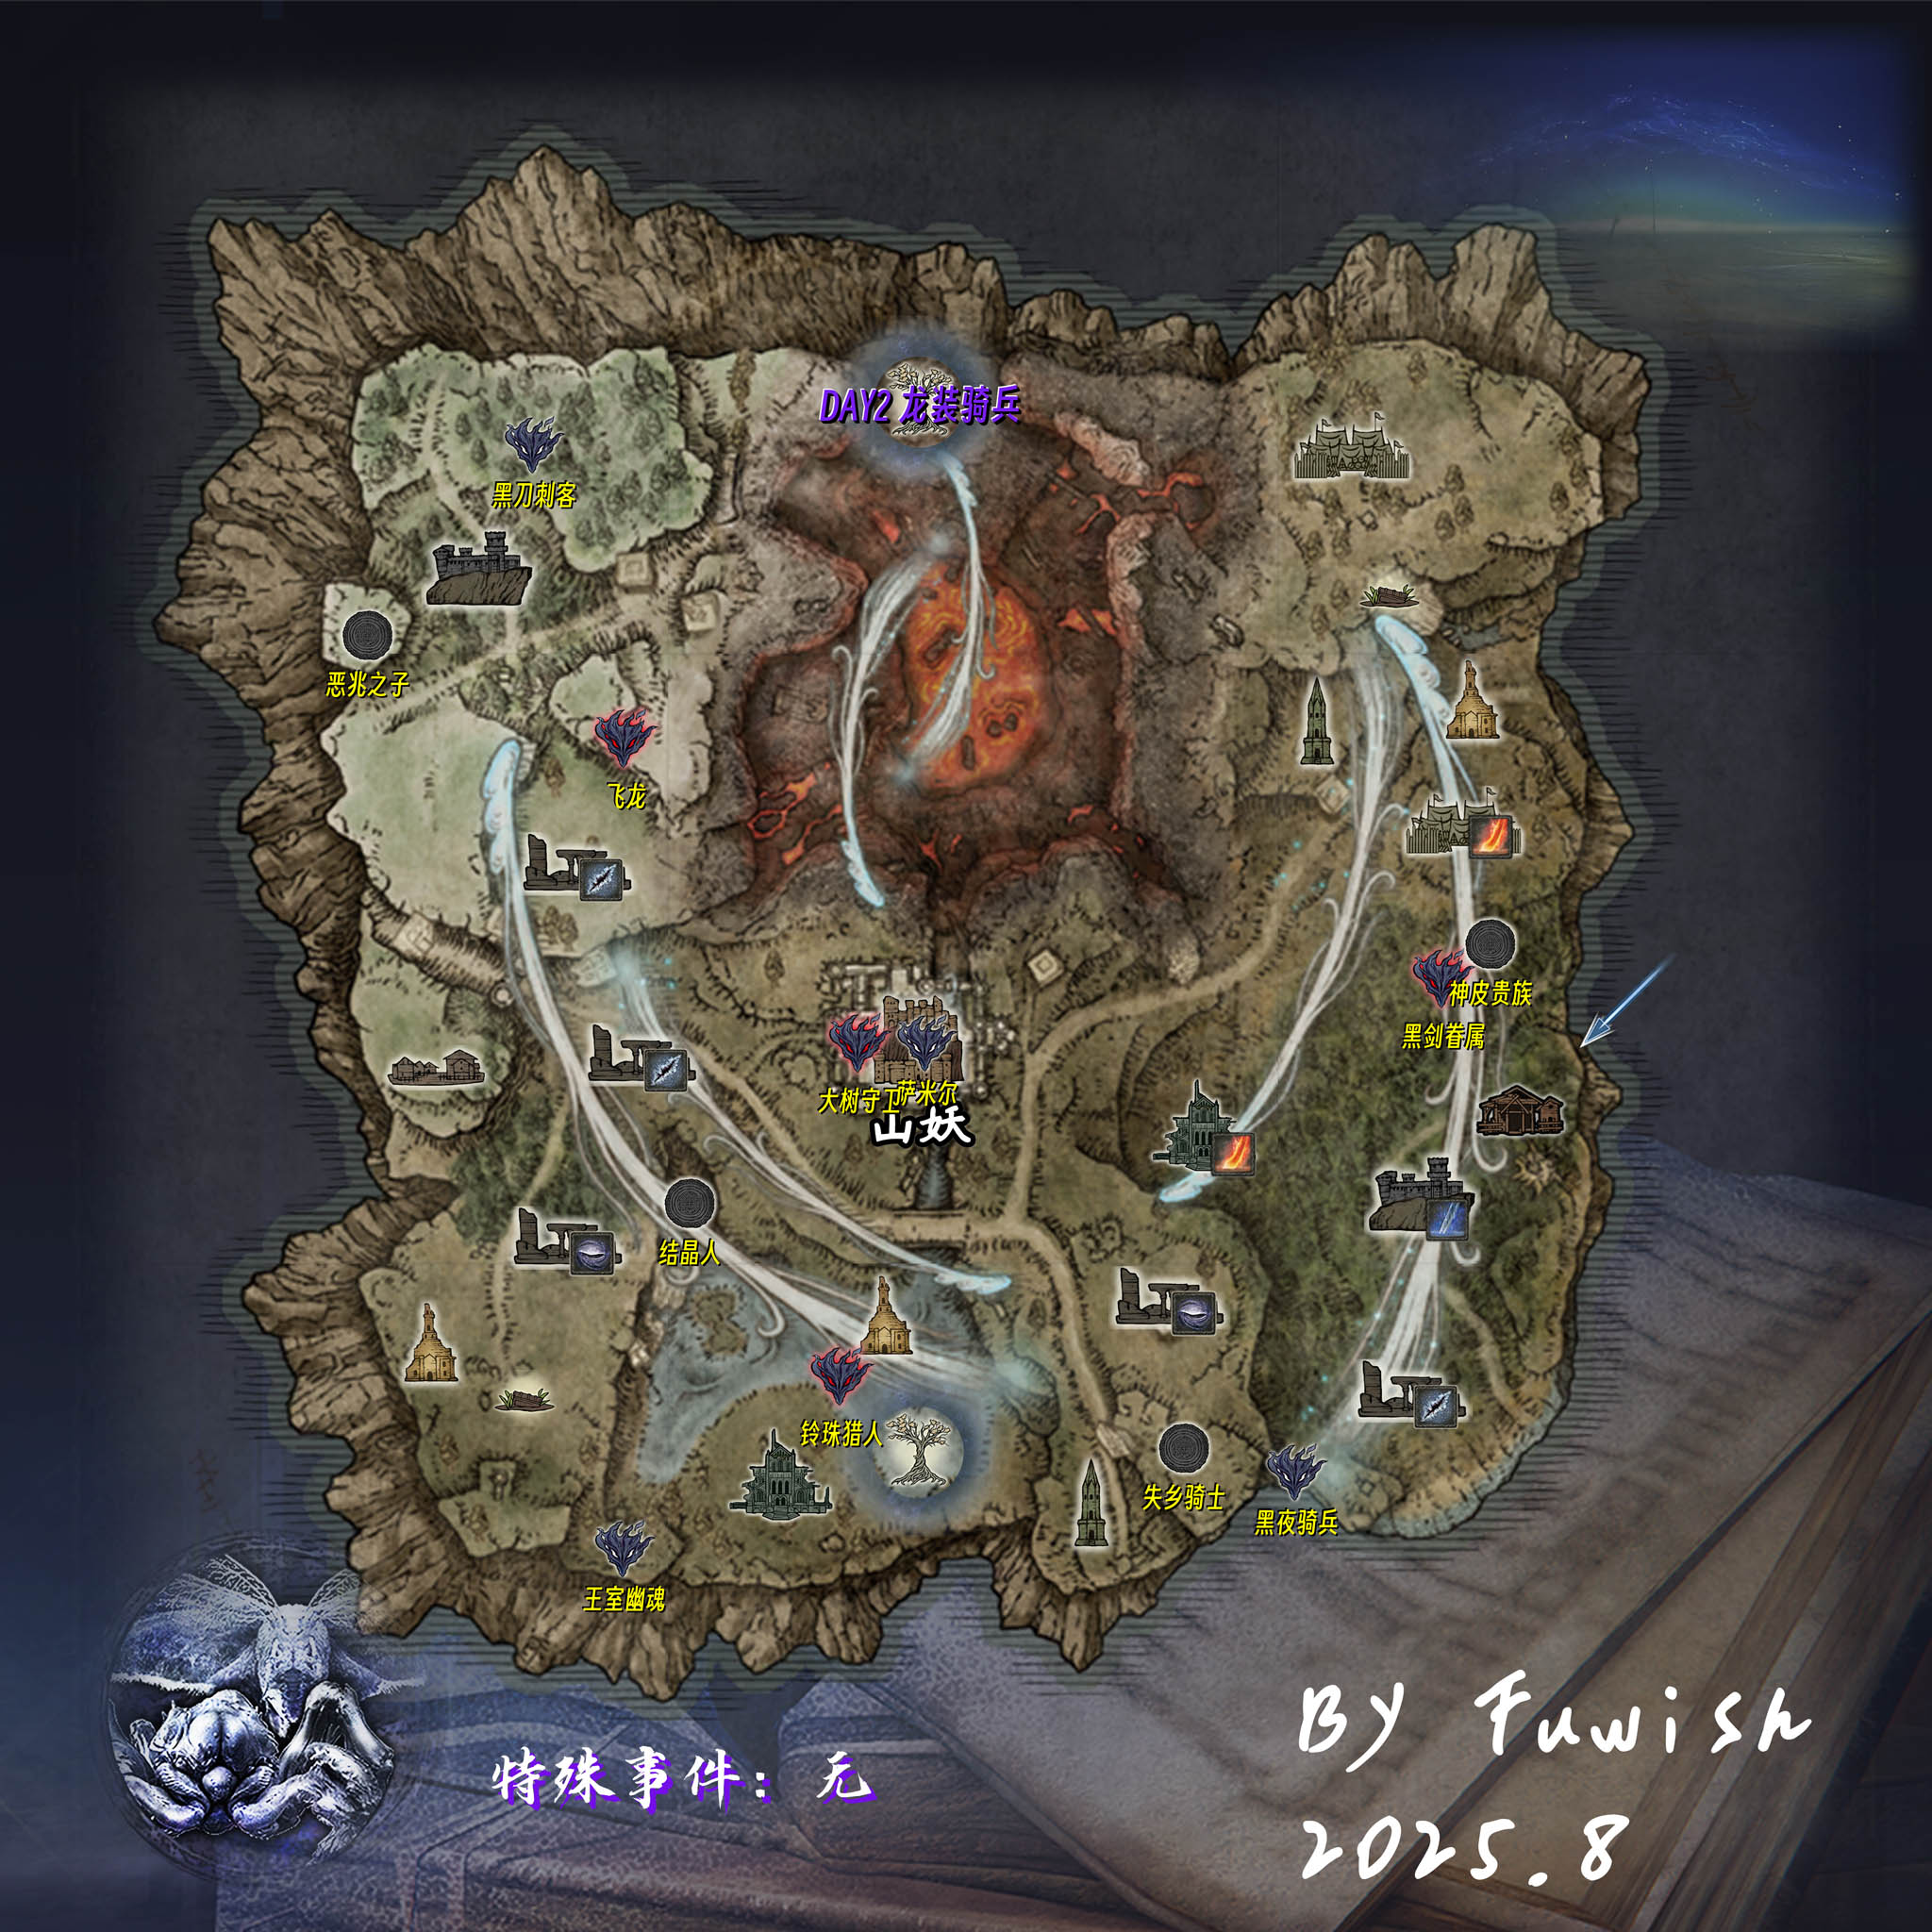 DAY2 龙装骑兵
黑刀刺客
恶兆之子
飞龙
神皮贵族
黑剑眷属
大树守卫
萨米尔
山妖
结晶人
铃珠猎人
失乡骑士
黑夜骑兵
王室幽魂
特殊事件：无
By Fuwish
2025.8